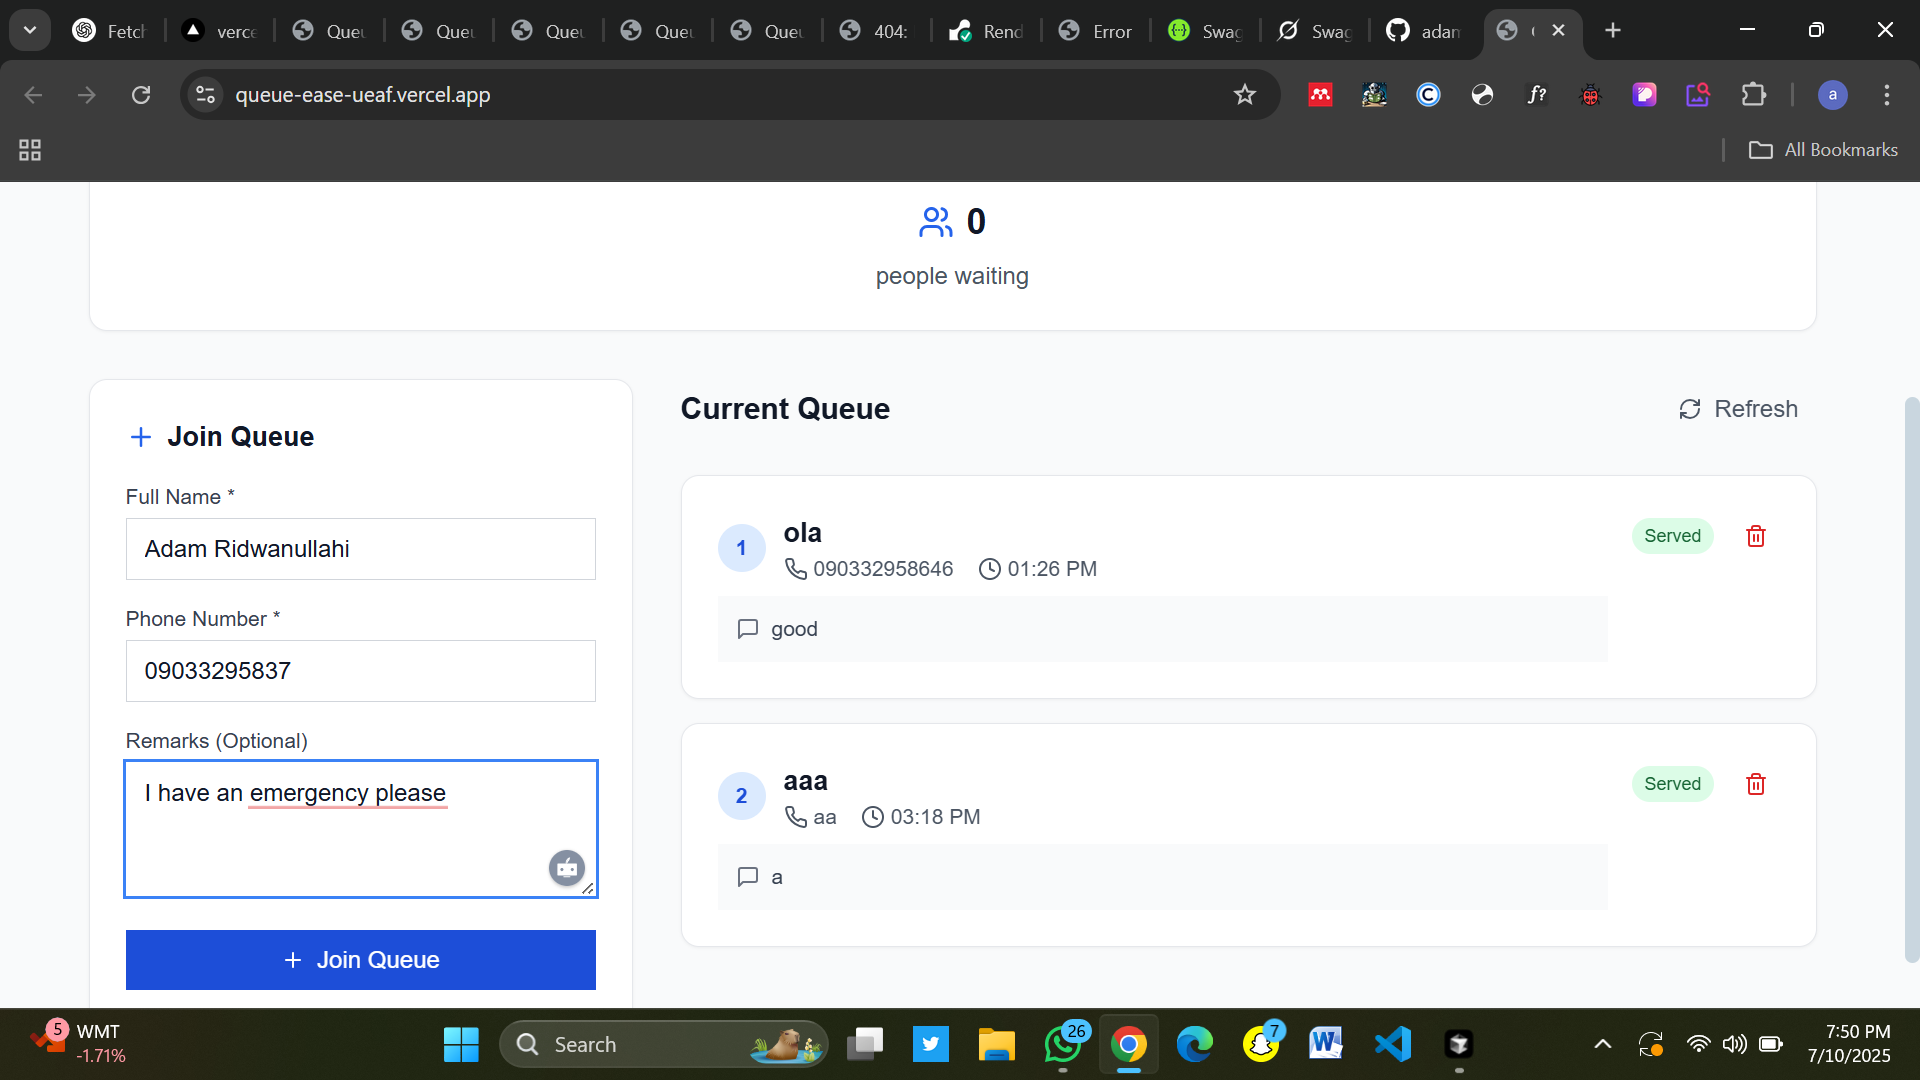 Fetch
verce
Queu
Queu
Queu
Queu
Queu
404:
Rend
Error
Swag
Swag
adam
queue-ease-ueaf.vercel.app
f?
a
All Bookmarks
0
people waiting
Join Queue
Full Name *
Adam Ridwanullahi
Phone Number *
09033295837
Remarks (Optional)
I have an emergency please
Join Queue
Current Queue
Refresh
1
ola
Served
090332958646
01:26 PM
good
2
aaa
Served
aa
03:18 PM
a
5
WMT
-1.71%
Search
26
7
7:50 PM
7/10/2025